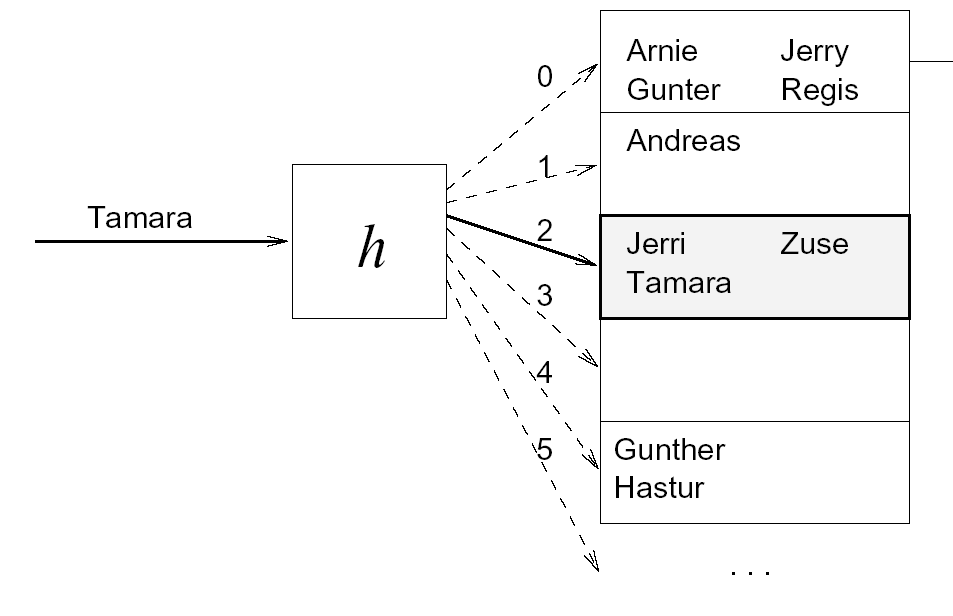 Tamara
h
0
1
2
3
4
5
Arnie Jerry
Gunter Regis
Andreas
Jerri Zuse
Tamara
Gunther
Hastur
. . .